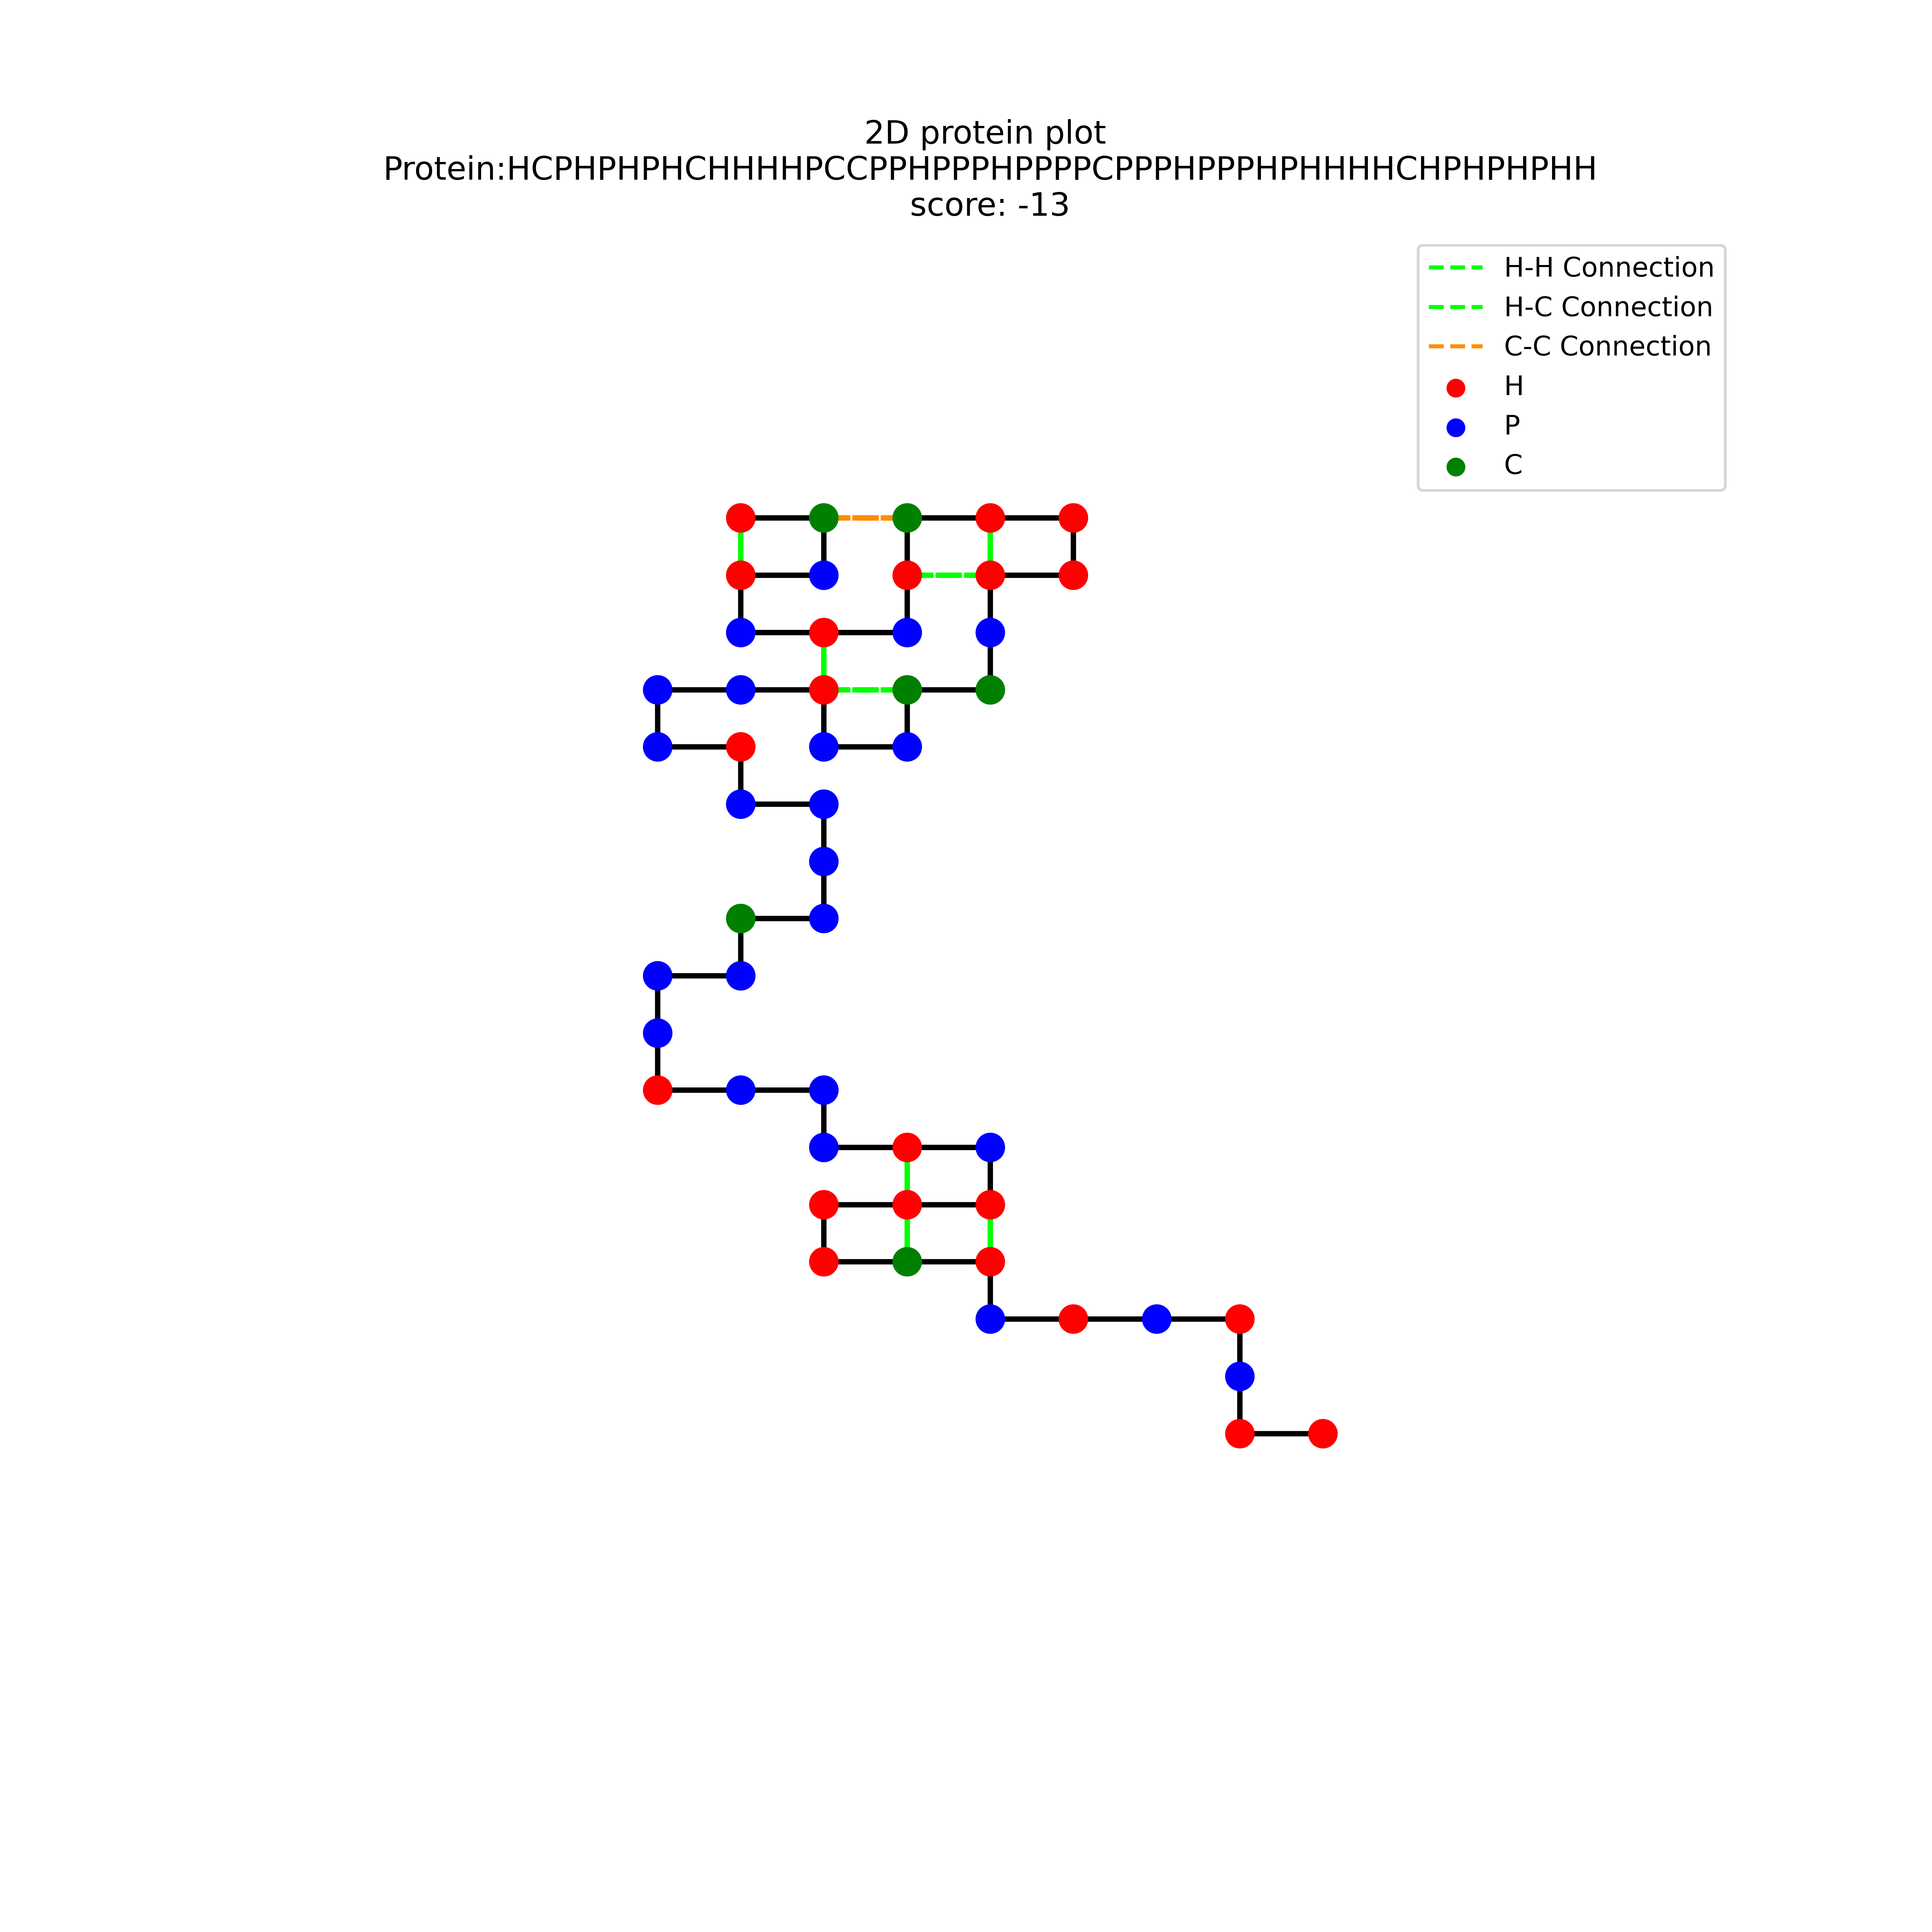 2D protein plot
Protein:HCPHPHPHCHHHHPCCPPHPPPHPPPPCPPPHPPPHPHHHHCHPHPHPHH
score: -13
H-H Connection
H-C Connection
C-C Connection
H
P
C